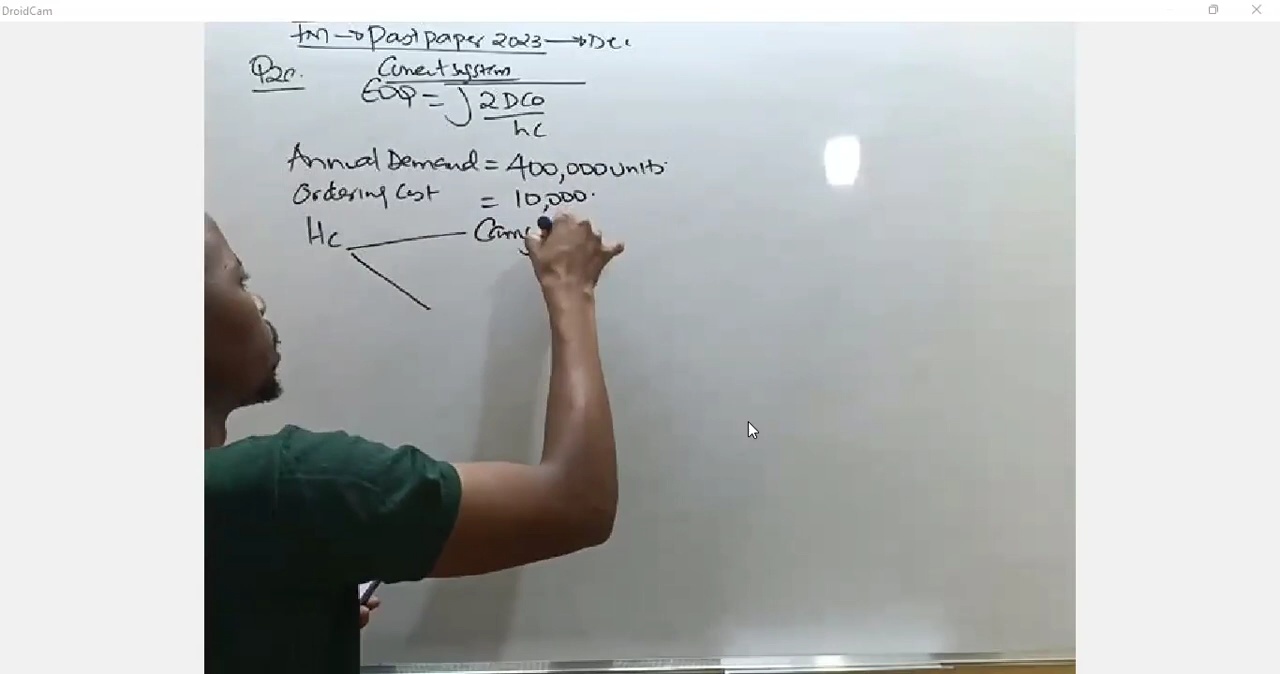 DroidCam
FM → Past paper 2023 → Dec
Q2c. Current system
EOQ = √ 2DCo
hc
Annual Demand = 400,000 units.
Ordering Cost = 10,000.
Hc